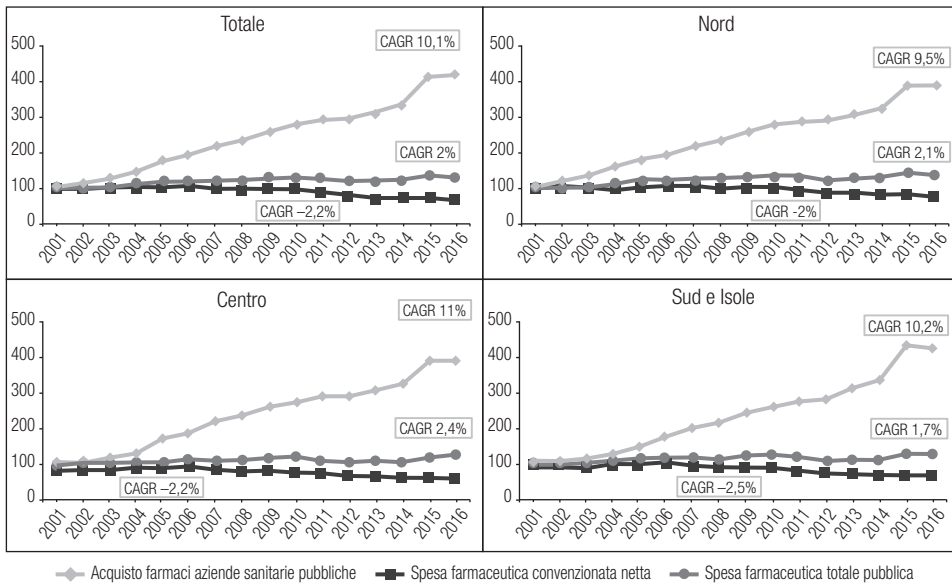 Totale
500
400
300
200
100
0
CAGR 10,1%
CAGR 2%
CAGR –2,2%
2001 2002 2003 2004 2005 2006 2007 2008 2009 2010 2011 2012 2013 2014 2015 2016
Nord
500
400
300
200
100
0
CAGR 9,5%
CAGR 2,1%
CAGR -2%
2001 2002 2003 2004 2005 2006 2007 2008 2009 2010 2011 2012 2013 2014 2015 2016
Centro
500
400
300
200
100
0
CAGR 11%
CAGR 2,4%
CAGR –2,2%
2001 2002 2003 2004 2005 2006 2007 2008 2009 2010 2011 2012 2013 2014 2015 2016
Sud e Isole
500
400
300
200
100
0
CAGR 10,2%
CAGR 1,7%
CAGR –2,5%
2001 2002 2003 2004 2005 2006 2007 2008 2009 2010 2011 2012 2013 2014 2015 2016
Acquisto farmaci aziende sanitarie pubbliche Spesa farmaceutica convenzionata netta Spesa farmaceutica totale pubblica